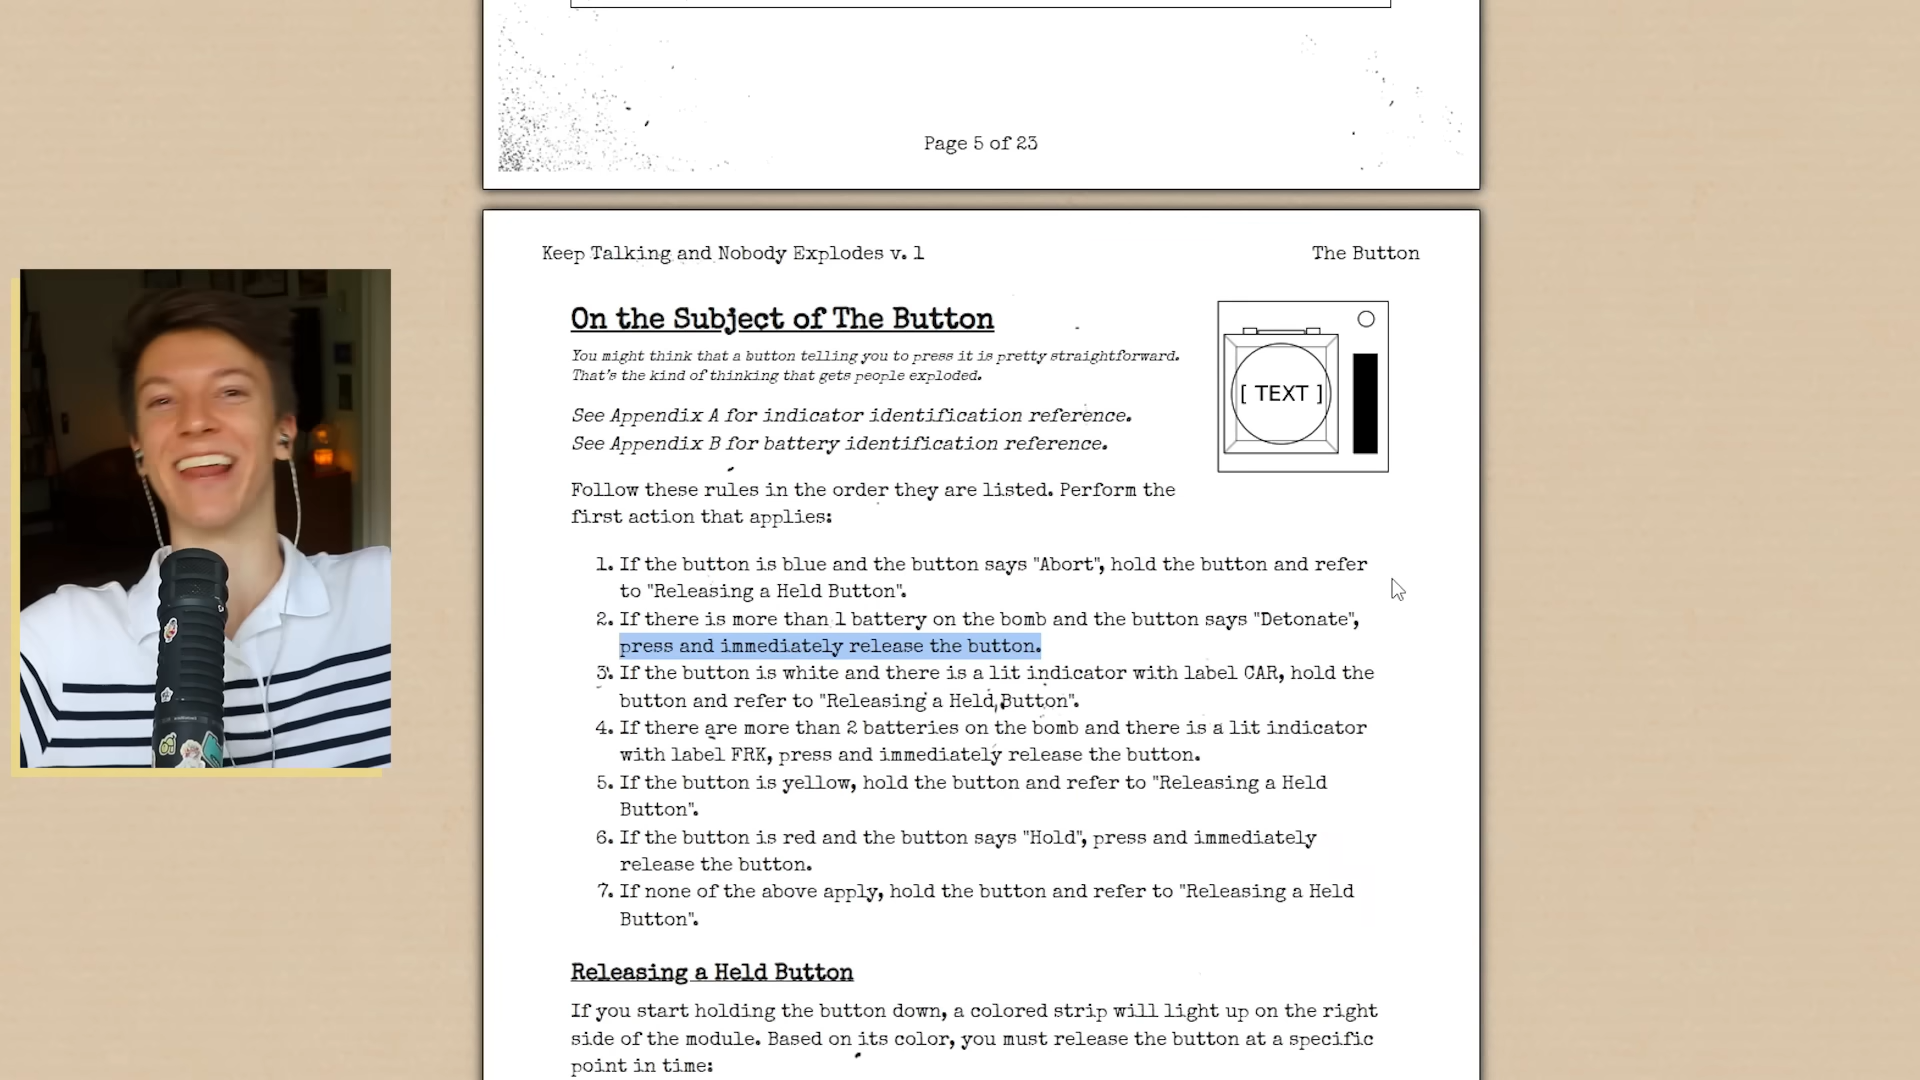 Page 5 of 23
Keep Talking and Nobody Explodes v. 1
The Button
On the Subject of The Button
You might think that a button telling you to press it is pretty straightforward.
That's the kind of thinking that gets people exploded.
[ TEXT ]
See Appendix A for indicator identification reference.
See Appendix B for battery identification reference.
Follow these rules in the order they are listed. Perform the
first action that applies:
1. If the button is blue and the button says "Abort", hold the button and refer
to "Releasing a Held Button".
2. If there is more than 1 battery on the bomb and the button says "Detonate",
press and immediately release the button.
3. If the button is white and there is a lit indicator with label CAR, hold the
button and refer to "Releasing a Held Button".
4. If there are more than 2 batteries on the bomb and there is a lit indicator
with label FRK, press and immediately release the button.
5. If the button is yellow, hold the button and refer to "Releasing a Held
Button".
6. If the button is red and the button says "Hold", press and immediately
release the button.
7. If none of the above apply, hold the button and refer to "Releasing a Held
Button".
Releasing a Held Button
If you start holding the button down, a colored strip will light up on the right
side of the module. Based on its color, you must release the button at a specific
point in time: